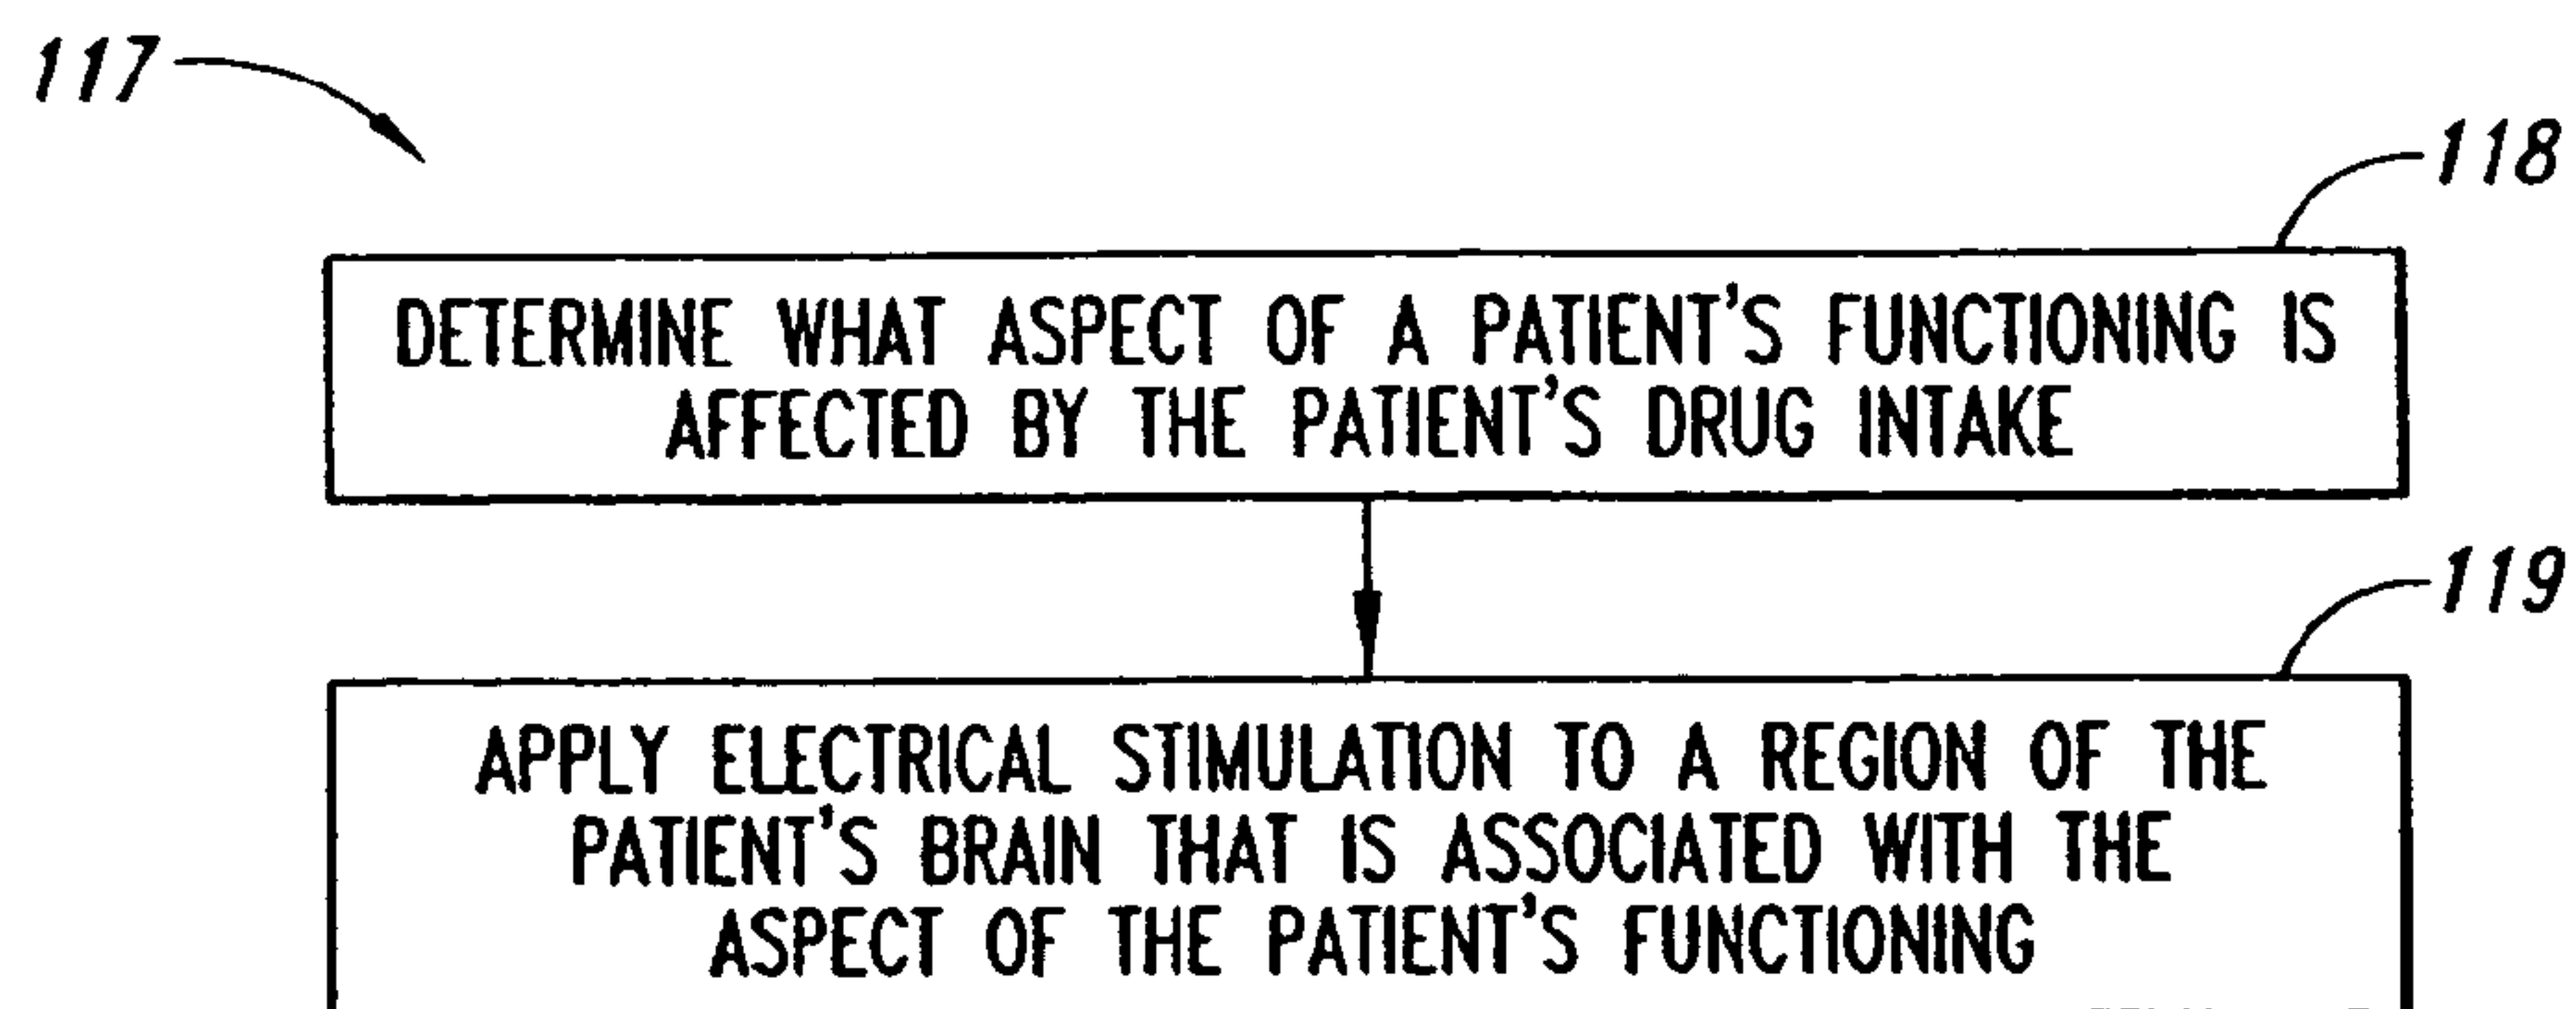 117
118
DETERMINE WHAT ASPECT OF A PATIENT'S FUNCTIONING IS
AFFECTED BY THE PATIENT'S DRUG INTAKE
119
APPLY ELECTRICAL STIMULATION TO A REGION OF THE
PATIENT'S BRAIN THAT IS ASSOCIATED WITH THE
ASPECT OF THE PATIENT'S FUNCTIONING